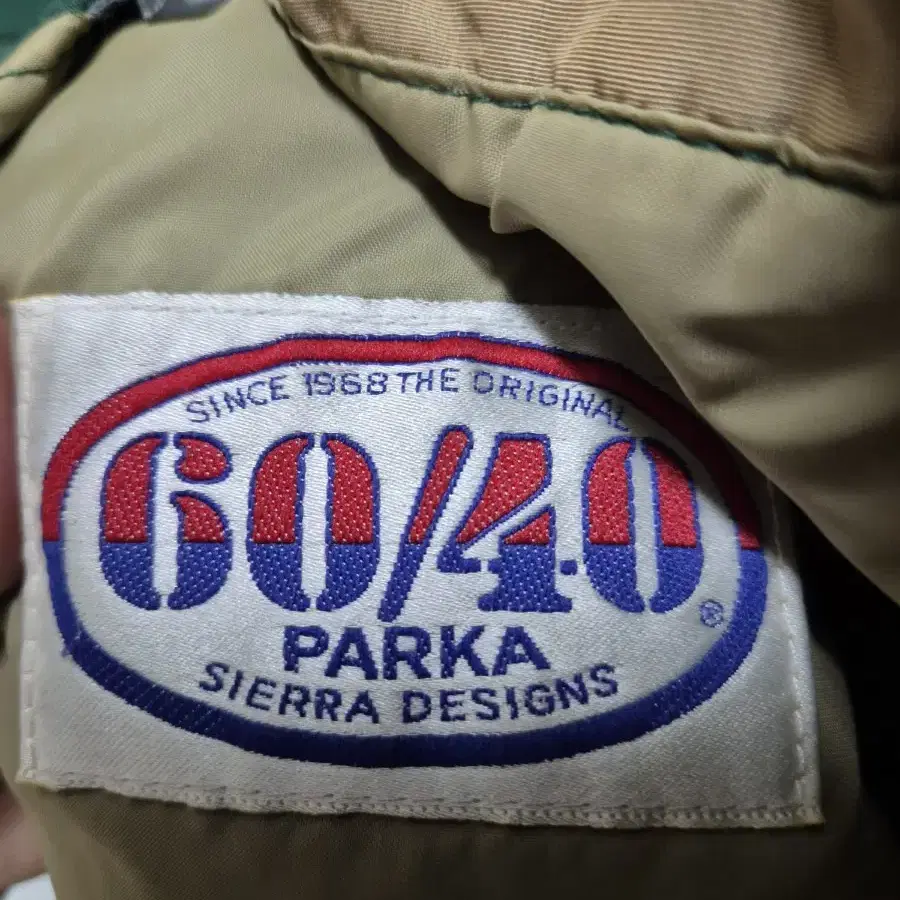 SINCE 1968 THE ORIGINAL
60/40
®
PARKA
SIERRA DESIGNS